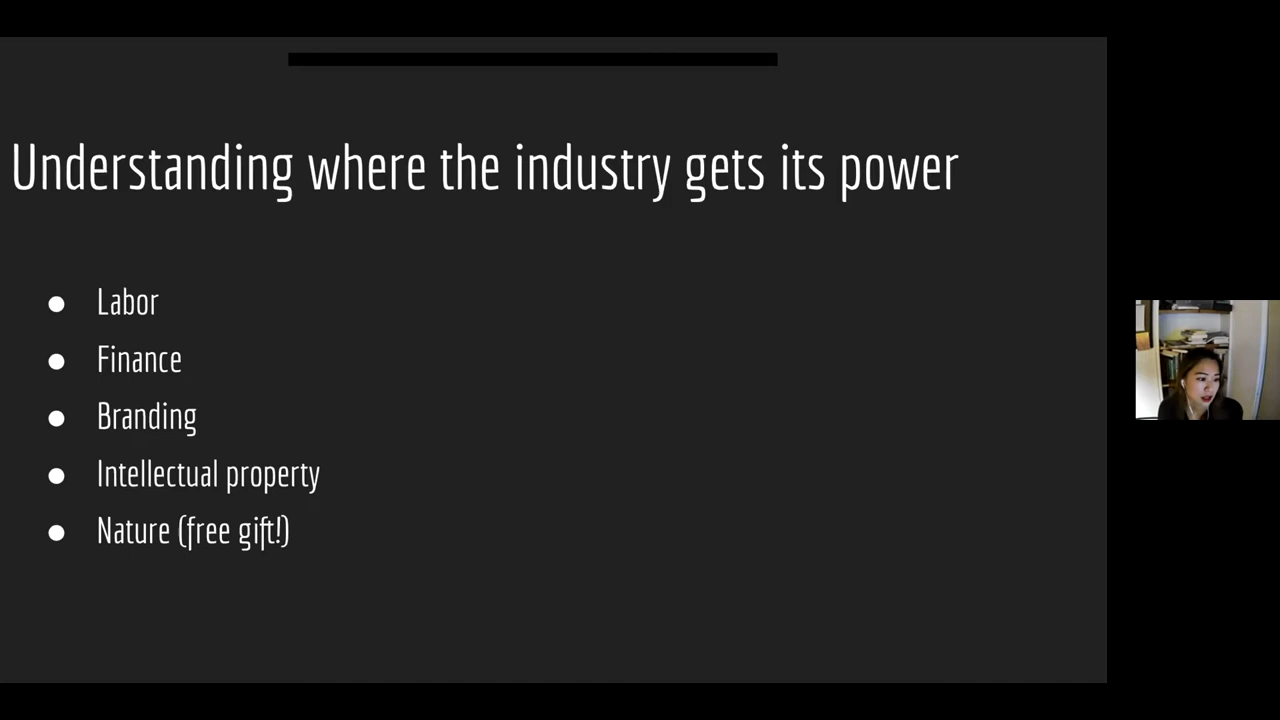 Understanding where the industry gets its power
● Labor
● Finance
● Branding
● Intellectual property
● Nature (free gift!)